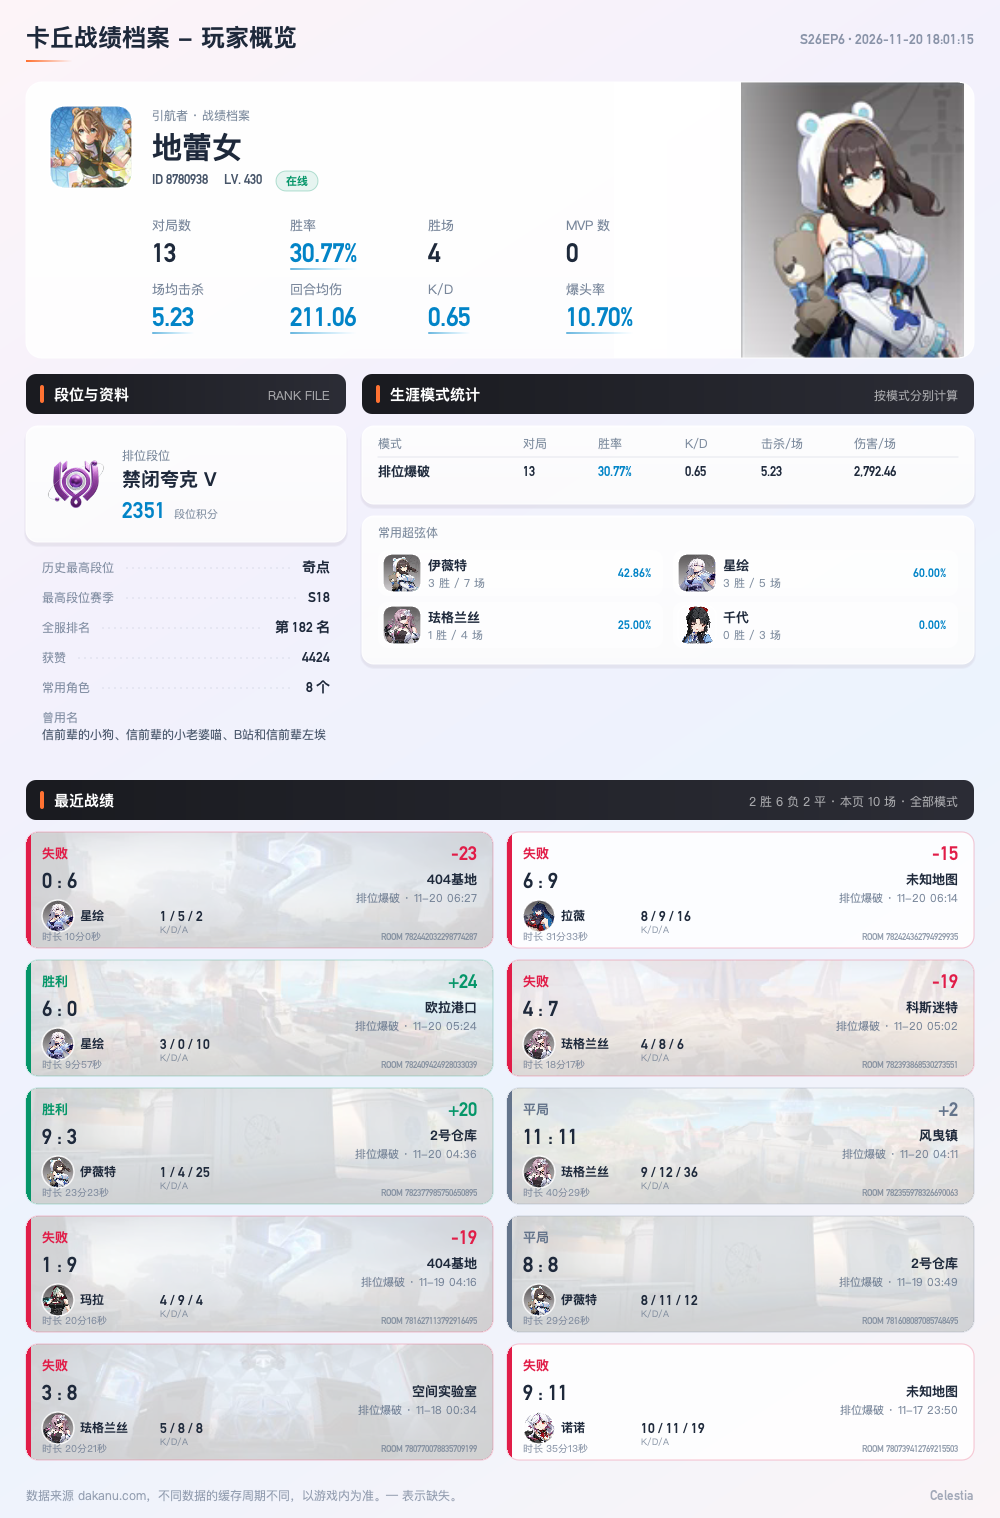 卡丘战绩档案 – 玩家概览
S26EP6 · 2026-11-20 18:01:15
引航者 · 战绩档案
地蕾女
ID 8780938 LV. 430 在线
对局数 胜率 胜场 MVP 数
13 30.77% 4 0
场均击杀 回合均伤 K/D 爆头率
5.23 211.06 0.65 10.70%
段位与资料 RANK FILE
排位段位
禁闭夸克 V
2351 段位积分
历史最高段位 奇点
最高段位赛季 S18
全服排名 第 182 名
获赞 4424
常用角色 8 个
曾用名
信前辈的小狗、信前辈的小老婆喵、B站和信前辈左埃
生涯模式统计 按模式分别计算
模式 对局 胜率 K/D 击杀/场 伤害/场
排位爆破 13 30.77% 0.65 5.23 2,792.46
常用超弦体
伊薇特
3 胜 / 7 场
42.86%
星绘
3 胜 / 5 场
60.00%
珐格兰丝
1 胜 / 4 场
25.00%
千代
0 胜 / 3 场
0.00%
最近战绩 2 胜 6 负 2 平 · 本页 10 场 · 全部模式
失败 -23
0 : 6 404基地
排位爆破 · 11-20 06:27
星绘 1 / 5 / 2
K/D/A
时长 10分0秒 ROOM 782442032298774287
失败 -15
6 : 9 未知地图
排位爆破 · 11-20 06:14
拉薇 8 / 9 / 16
K/D/A
时长 31分33秒 ROOM 782424362794929935
胜利 +24
6 : 0 欧拉港口
排位爆破 · 11-20 05:24
星绘 3 / 0 / 10
K/D/A
时长 9分57秒 ROOM 782409424928033039
失败 -19
4 : 7 科斯迷特
排位爆破 · 11-20 05:02
珐格兰丝 4 / 8 / 6
K/D/A
时长 18分17秒 ROOM 782393868530273551
胜利 +20
9 : 3 2号仓库
排位爆破 · 11-20 04:36
伊薇特 1 / 4 / 25
K/D/A
时长 23分23秒 ROOM 782377985750650895
平局 +2
11 : 11 风曳镇
排位爆破 · 11-20 04:11
珐格兰丝 9 / 12 / 36
K/D/A
时长 40分29秒 ROOM 782355978326690063
失败 -19
1 : 9 404基地
排位爆破 · 11-19 04:16
玛拉 4 / 9 / 4
K/D/A
时长 20分16秒 ROOM 781627113792916495
平局
8 : 8 2号仓库
排位爆破 · 11-19 03:49
伊薇特 8 / 11 / 12
K/D/A
时长 29分26秒 ROOM 781608087085748495
失败
3 : 8 空间实验室
排位爆破 · 11-18 00:34
珐格兰丝 5 / 8 / 8
K/D/A
时长 20分21秒 ROOM 780770078835709199
失败
9 : 11 未知地图
排位爆破 · 11-17 23:50
诺诺 10 / 11 / 19
K/D/A
时长 35分13秒 ROOM 780739412769215503
数据来源 dakanu.com，不同数据的缓存周期不同，以游戏内为准。— 表示缺失。
Celestia